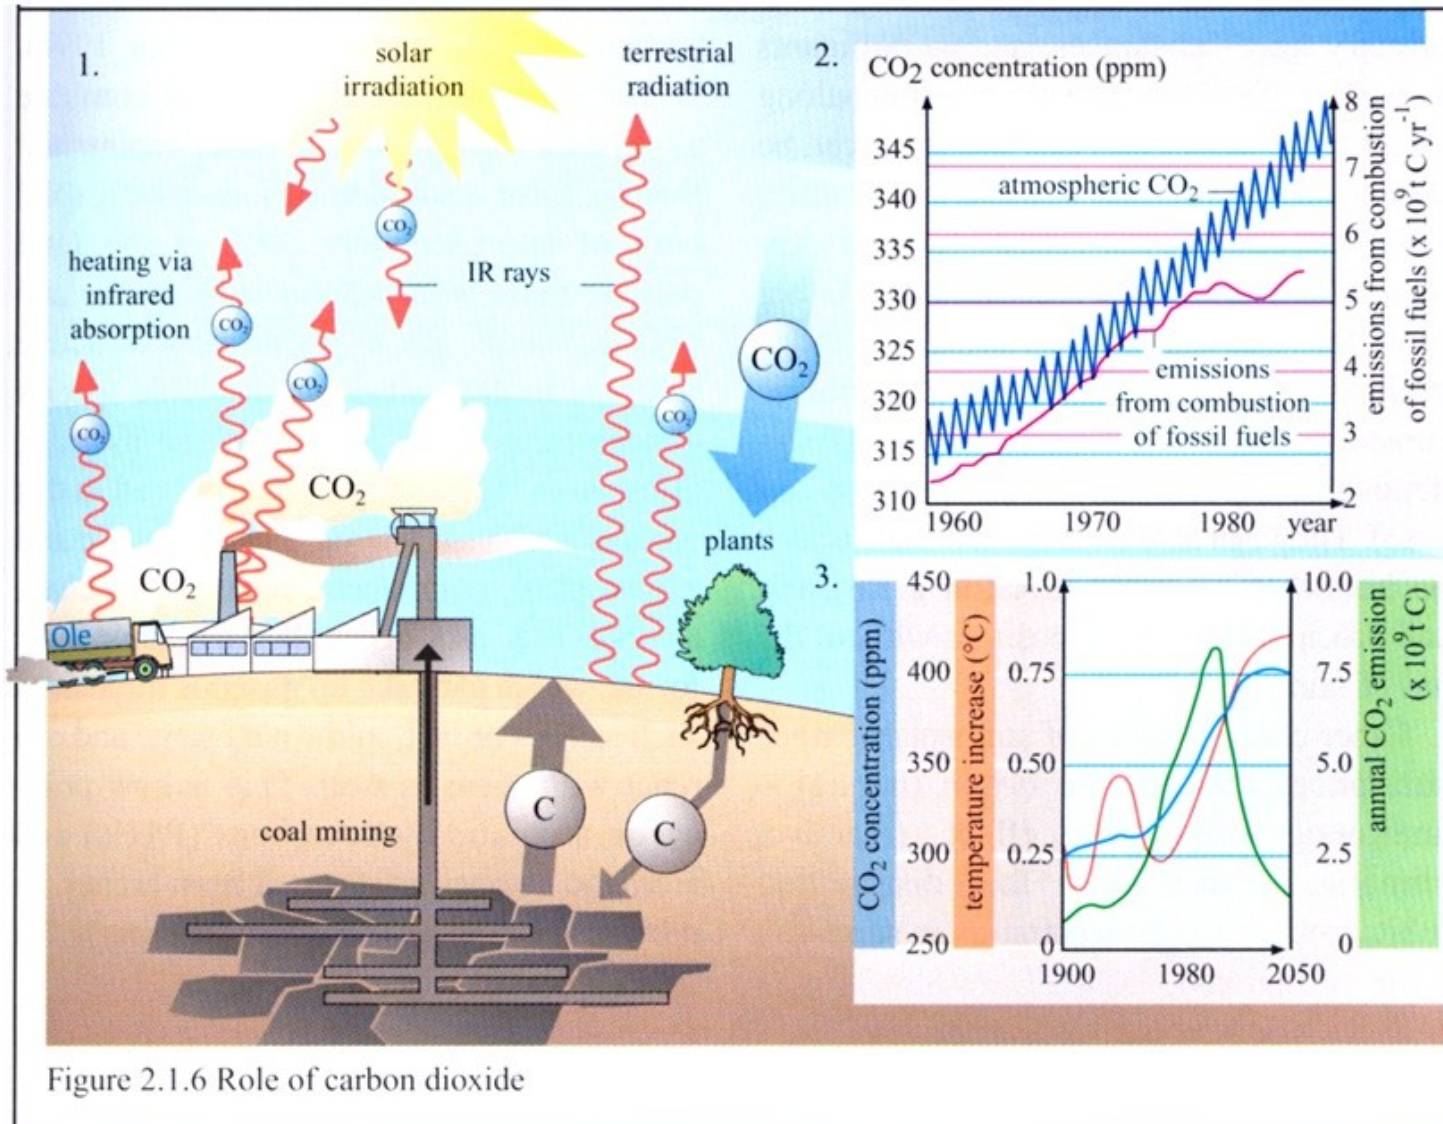 1.
solar
irradiation
terrestrial
radiation
heating via
infrared
absorption
IR rays
CO₂
CO₂
CO₂
CO₂
CO₂
CO₂
CO₂
CO₂
Ole
plants
coal mining
C
C
2.
CO₂ concentration (ppm)
345
340
335
330
325
320
315
310
atmospheric CO₂
emissions
from combustion
of fossil fuels
8
7
6
5
4
3
2
emissions from combustion
of fossil fuels (x 10⁹ t C yr⁻¹)
1960 1970 1980 year
3.
CO₂ concentration (ppm)
450
400
350
300
250
temperature increase (°C)
1.0
0.75
0.50
0.25
0
10.0
7.5
5.0
2.5
0
annual CO₂ emission
(x 10⁹ t C)
1900 1980 2050
Figure 2.1.6 Role of carbon dioxide